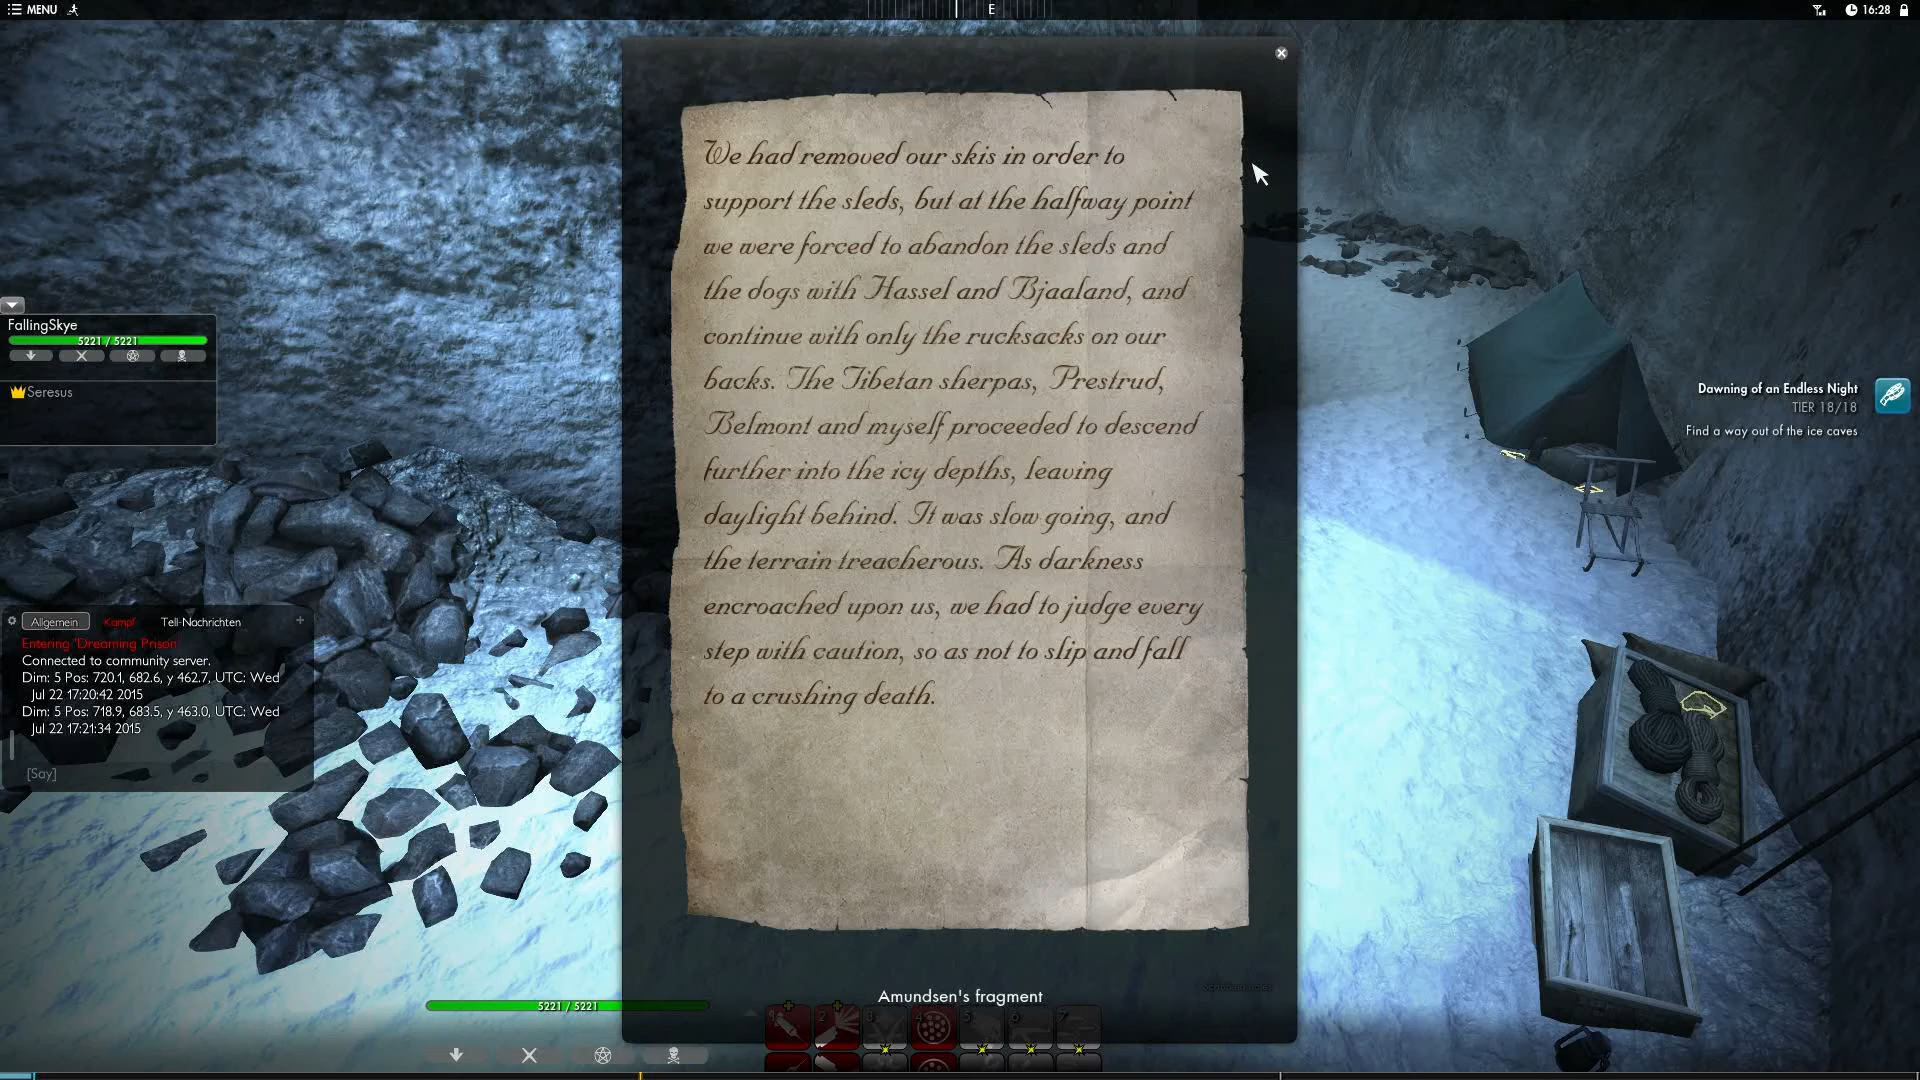 MENU
E
16:28
We had removed our skis in order to
support the sleds, but at the halfway point
we were forced to abandon the sleds and
the dogs with Hassel and Bjaaland, and
continue with only the rucksacks on our
backs. The Tibetan sherpas, Prestrud,
Belmont and myself proceeded to descend
further into the icy depths, leaving
daylight behind. It was slow going, and
the terrain treacherous. As darkness
encroached upon us, we had to judge every
step with caution, so as not to slip and fall
to a crushing death.
Amundsen's fragment
FallingSkye
5221 / 5221
Seresus
Dawning of an Endless Night
TIER 18/18
Find a way out of the ice caves
Allgemein Kampf Tell-Nachrichten
Entering "Dreaming Prison"
Connected to community server.
Dim: 5 Pos: 720.1, 682.6, y 462.7, UTC: Wed
Jul 22 17:20:42 2015
Dim: 5 Pos: 718.9, 683.5, y 463.0, UTC: Wed
Jul 22 17:21:34 2015
[Say]
5221 / 5221
1 2 3 4 5 6 7